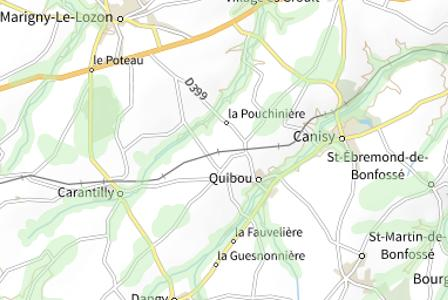 Marigny-Le-Lozon
le Poteau
D399
la Pouchinière
Canisy
St-Ebremond-de-
Bonfossé
Carantilly
Quibou
la Fauvelière
la Guesnonnière
St-Martin-de-
Bonfossé